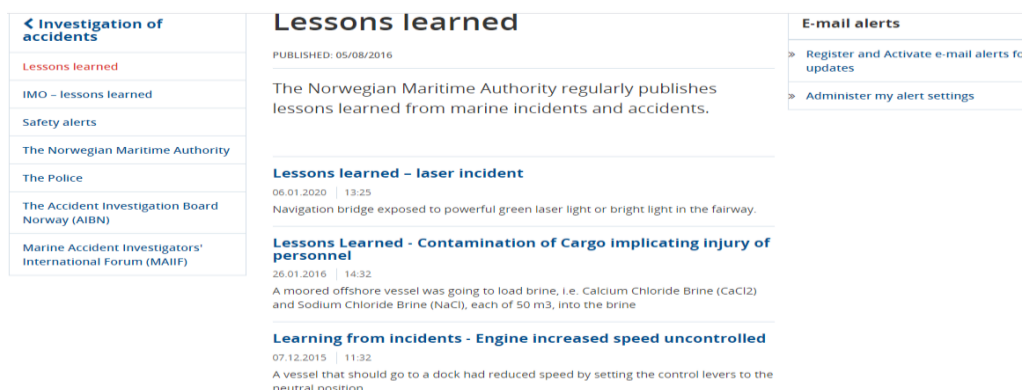 Investigation of
accidents
Lessons learned
IMO – lessons learned
Safety alerts
The Norwegian Maritime Authority
The Police
The Accident Investigation Board
Norway (AIBN)
Marine Accident Investigators'
International Forum (MAIIF)
Lessons learned
PUBLISHED: 05/08/2016
The Norwegian Maritime Authority regularly publishes
lessons learned from marine incidents and accidents.
Lessons learned – laser incident
06.01.2020 | 13:25
Navigation bridge exposed to powerful green laser light or bright light in the fairway.
Lessons Learned - Contamination of Cargo implicating injury of
personnel
26.01.2016 | 14:32
A moored offshore vessel was going to load brine, i.e. Calcium Chloride Brine (CaCl2)
and Sodium Chloride Brine (NaCl), each of 50 m3, into the brine
Learning from incidents - Engine increased speed uncontrolled
07.12.2015 | 11:32
A vessel that should go to a dock had reduced speed by setting the control levers to the
neutral position
E-mail alerts
» Register and Activate e-mail alerts fo
updates
» Administer my alert settings